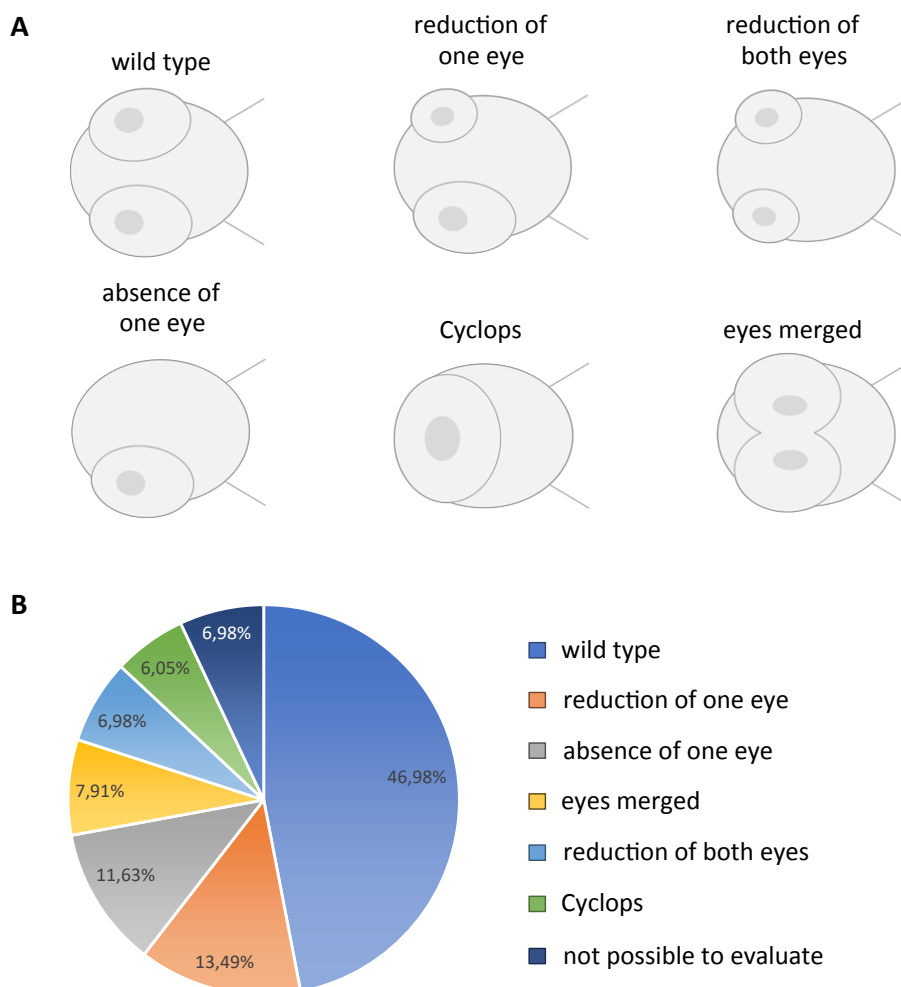 A
wild type
reduction of
one eye
reduction of
both eyes
absence of
one eye
Cyclops
eyes merged
B
6,98%
6,05%
6,98%
7,91%
11,63%
13,49%
46,98%
wild type
reduction of one eye
absence of one eye
eyes merged
reduction of both eyes
Cyclops
not possible to evaluate